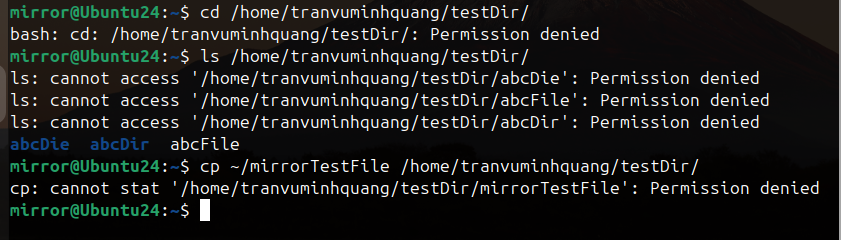 mirror@Ubuntu24:~$ cd /home/tranvuminhquang/testDir/
bash: cd: /home/tranvuminhquang/testDir/: Permission denied
mirror@Ubuntu24:~$ ls /home/tranvuminhquang/testDir/
ls: cannot access '/home/tranvuminhquang/testDir/abcDie': Permission denied
ls: cannot access '/home/tranvuminhquang/testDir/abcFile': Permission denied
ls: cannot access '/home/tranvuminhquang/testDir/abcDir': Permission denied
abcDie  abcDir  abcFile
mirror@Ubuntu24:~$ cp ~/mirrorTestFile /home/tranvuminhquang/testDir/
cp: cannot stat '/home/tranvuminhquang/testDir/mirrorTestFile': Permission denied
mirror@Ubuntu24:~$